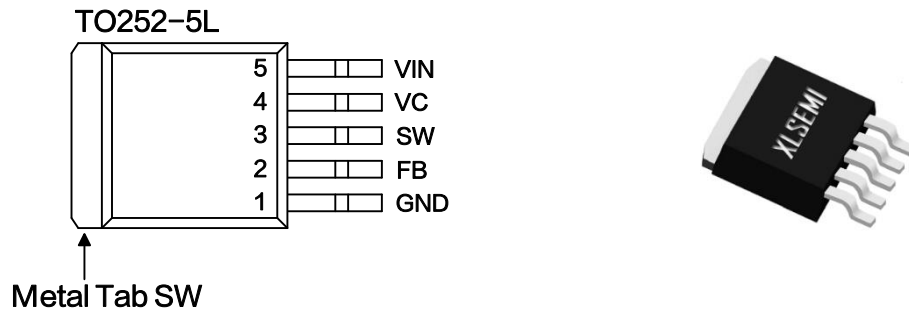 TO252-5L
5 VIN
4 VC
3 SW
2 FB
1 GND
Metal Tab SW
XLSEMI